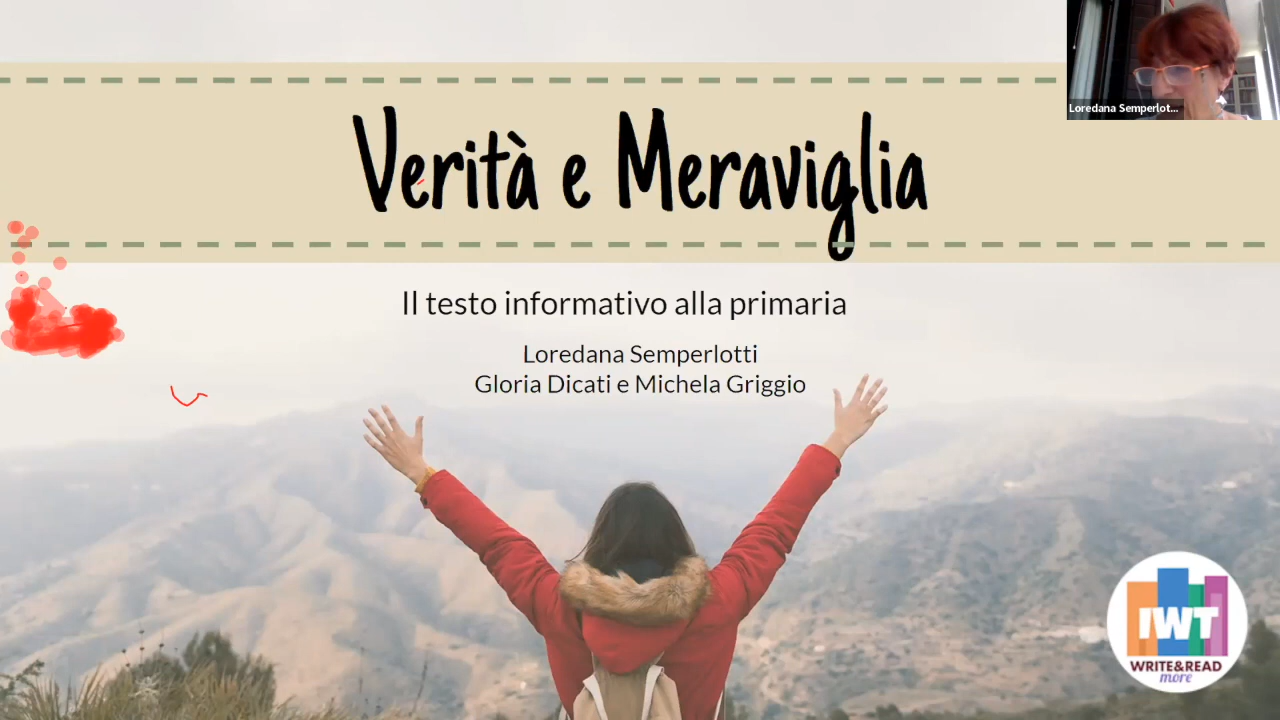 Loredana Semperlot...
Verità e Meraviglia
Il testo informativo alla primaria
Loredana Semperlotti
Gloria Dicati e Michela Griggio
IWT
WRITE&READ
more